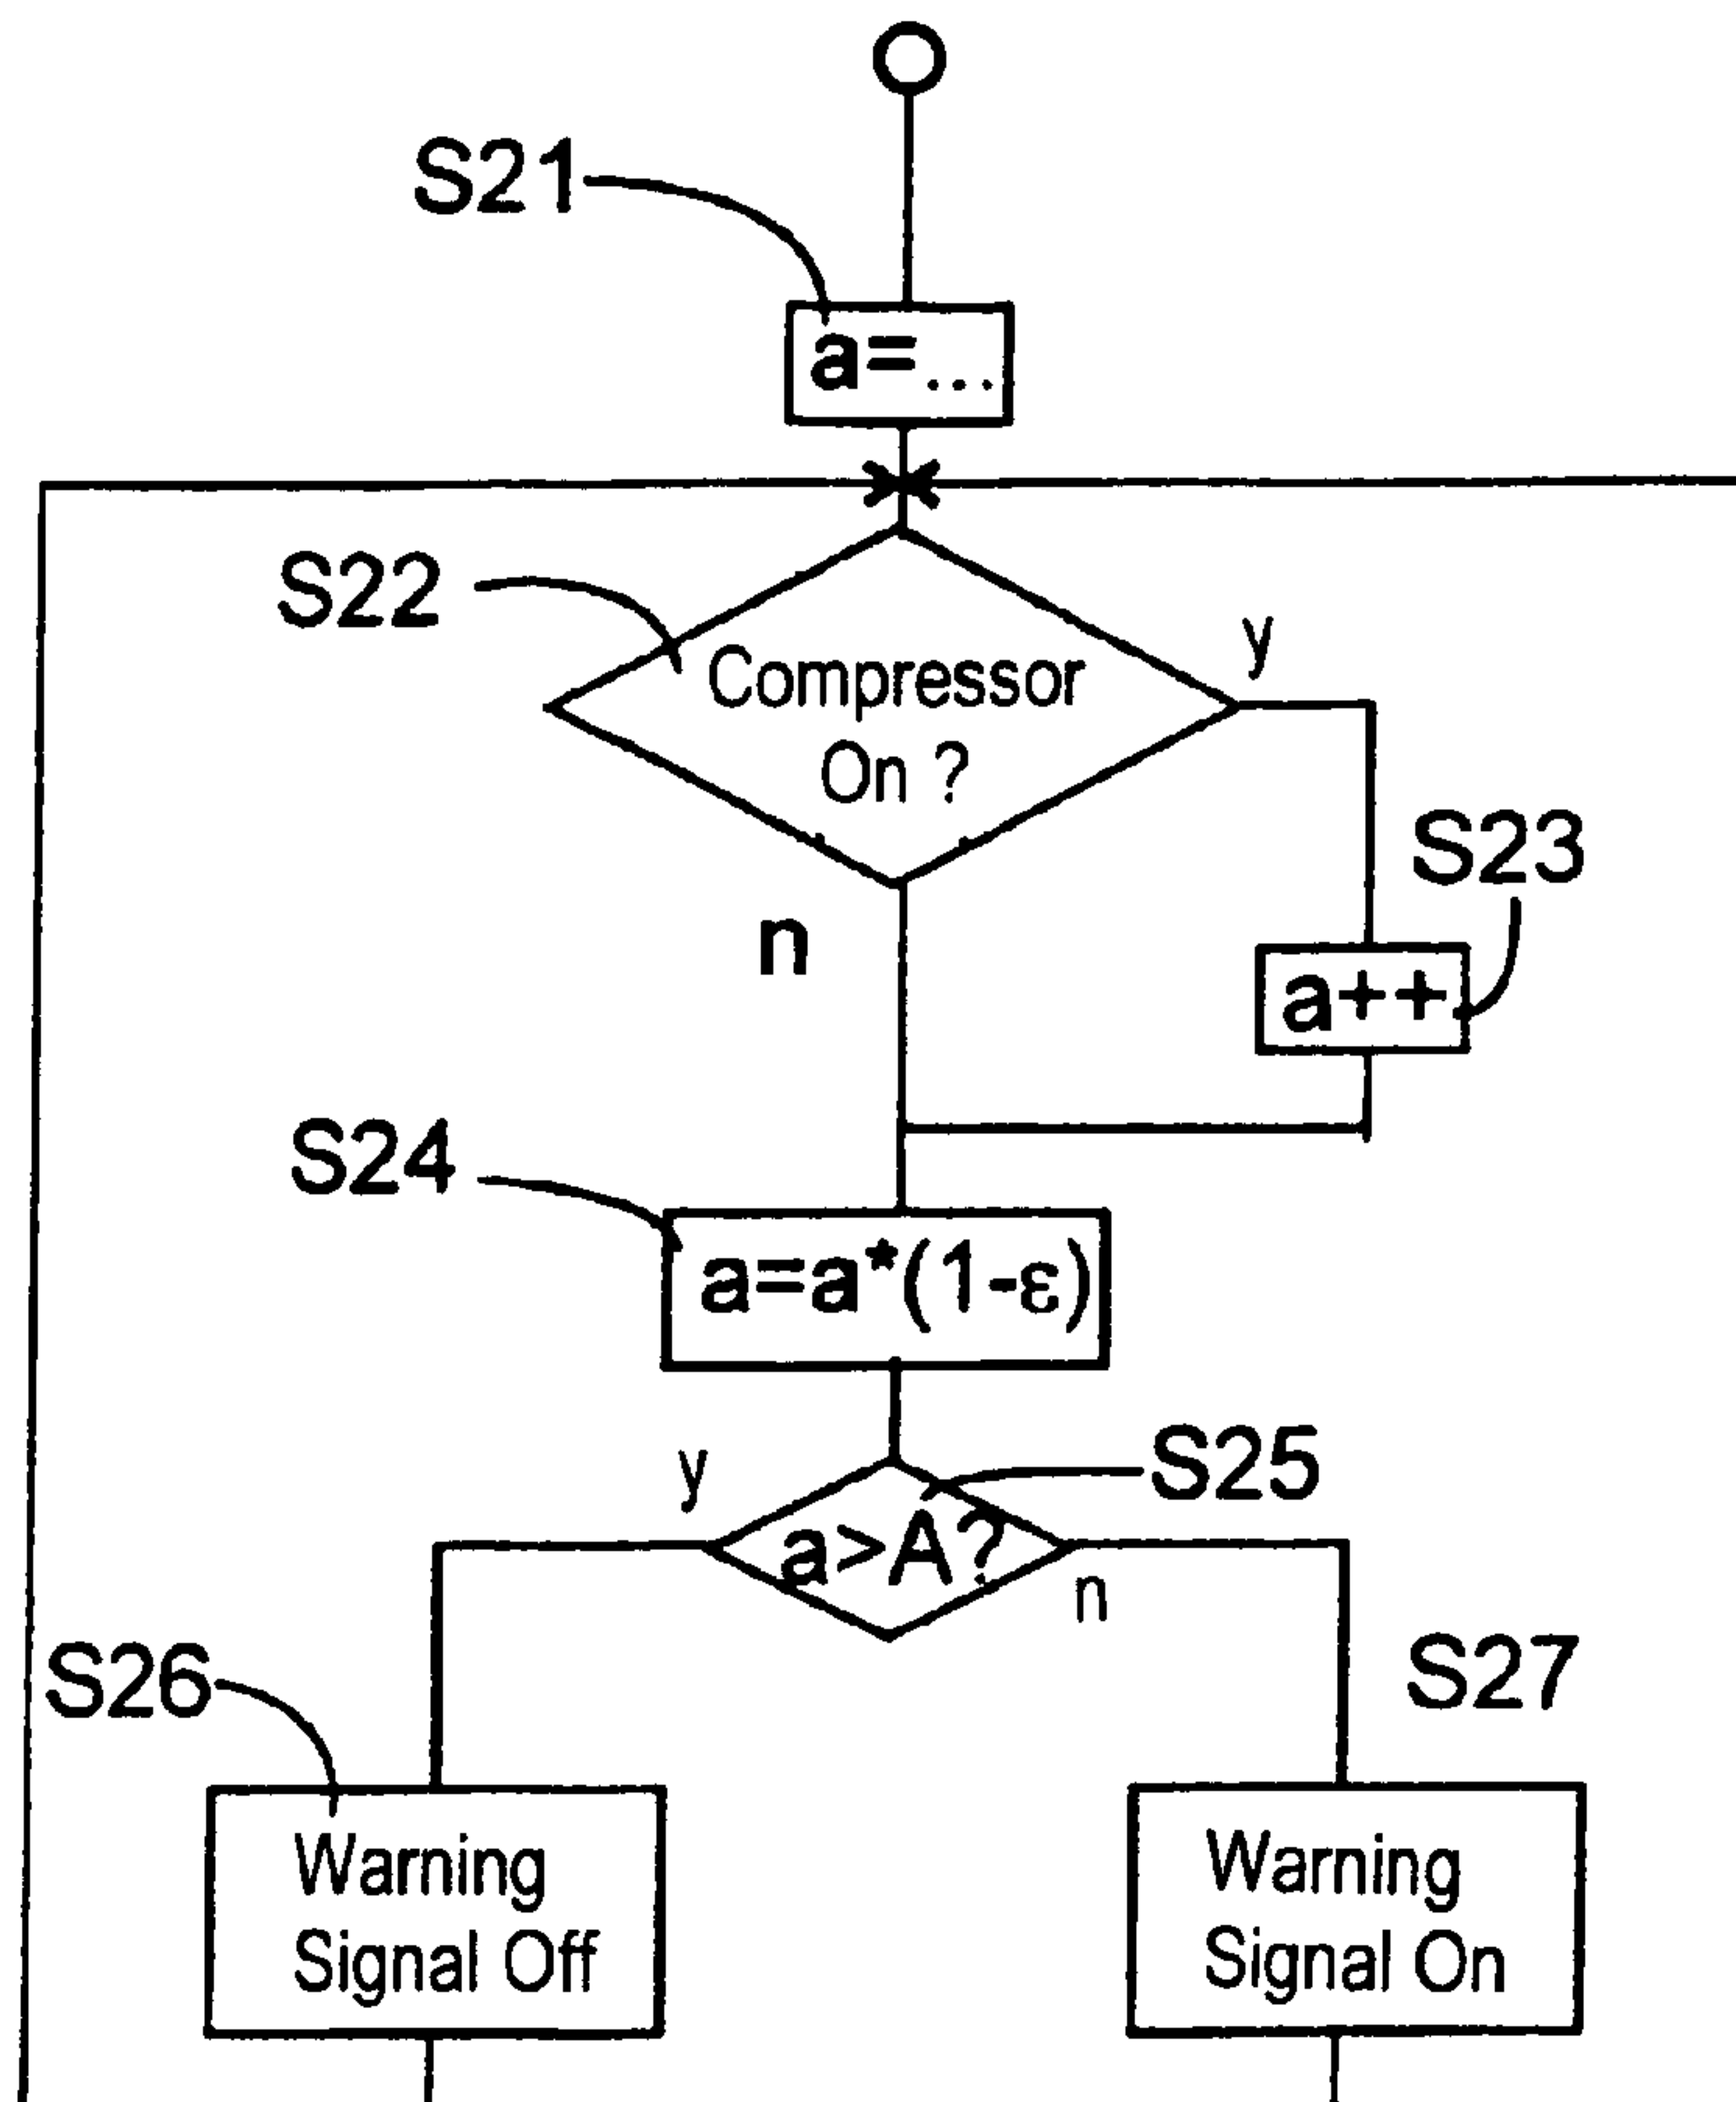 S21
a=...
S22
Compressor
On ?
y
n
S23
a++
S24
a=a*(1-ε)
y
S25
a>A?
n
S26
S27
Warning
Signal Off
Warning
Signal On